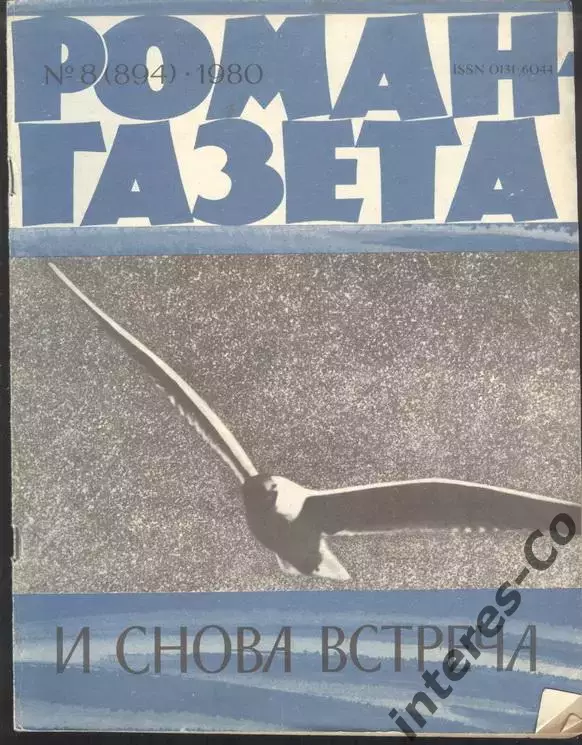 РОМАН-
№ 8 (894) · 1980
ISSN 0131-6044
ГАЗЕТА
И СНОВА ВСТРЕЧА
interes-Co